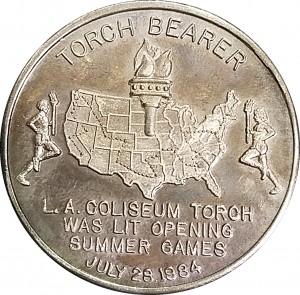 TORCH BEARER
L.A. COLISEUM TORCH
WAS LIT OPENING
SUMMER GAMES
JULY 28, 1984